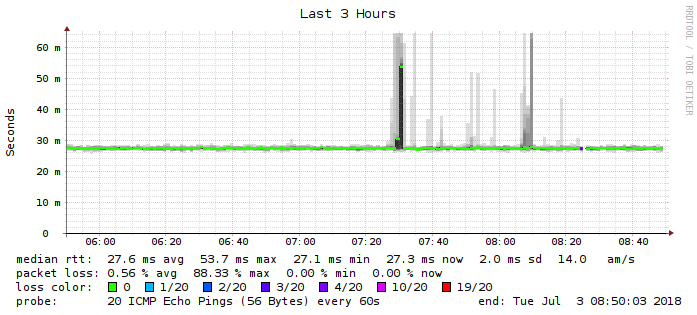 Last 3 Hours
RRDTOOL / TOBI OETIKER
Seconds
60 m
50 m
40 m
30 m
20 m
10 m
0
06:00 06:20 06:40 07:00 07:20 07:40 08:00 08:20 08:40
median rtt: 27.6 ms avg 53.7 ms max 27.1 ms min 27.3 ms now 2.0 ms sd 14.0 am/s
packet loss: 0.56 % avg 88.33 % max 0.00 % min 0.00 % now
loss color: 0 1/20 2/20 3/20 4/20 10/20 19/20
probe: 20 ICMP Echo Pings (56 Bytes) every 60s end: Tue Jul 3 08:50:03 2018